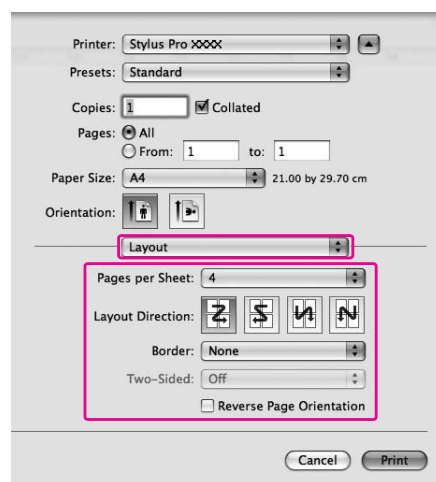 Printer: Stylus Pro XXXX
Presets: Standard
Copies: 1 Collated
Pages: All
From: 1 to: 1
Paper Size: A4 21.00 by 29.70 cm
Orientation:
Layout
Pages per Sheet: 4
Layout Direction:
Border: None
Two-Sided: Off
Reverse Page Orientation
Cancel Print